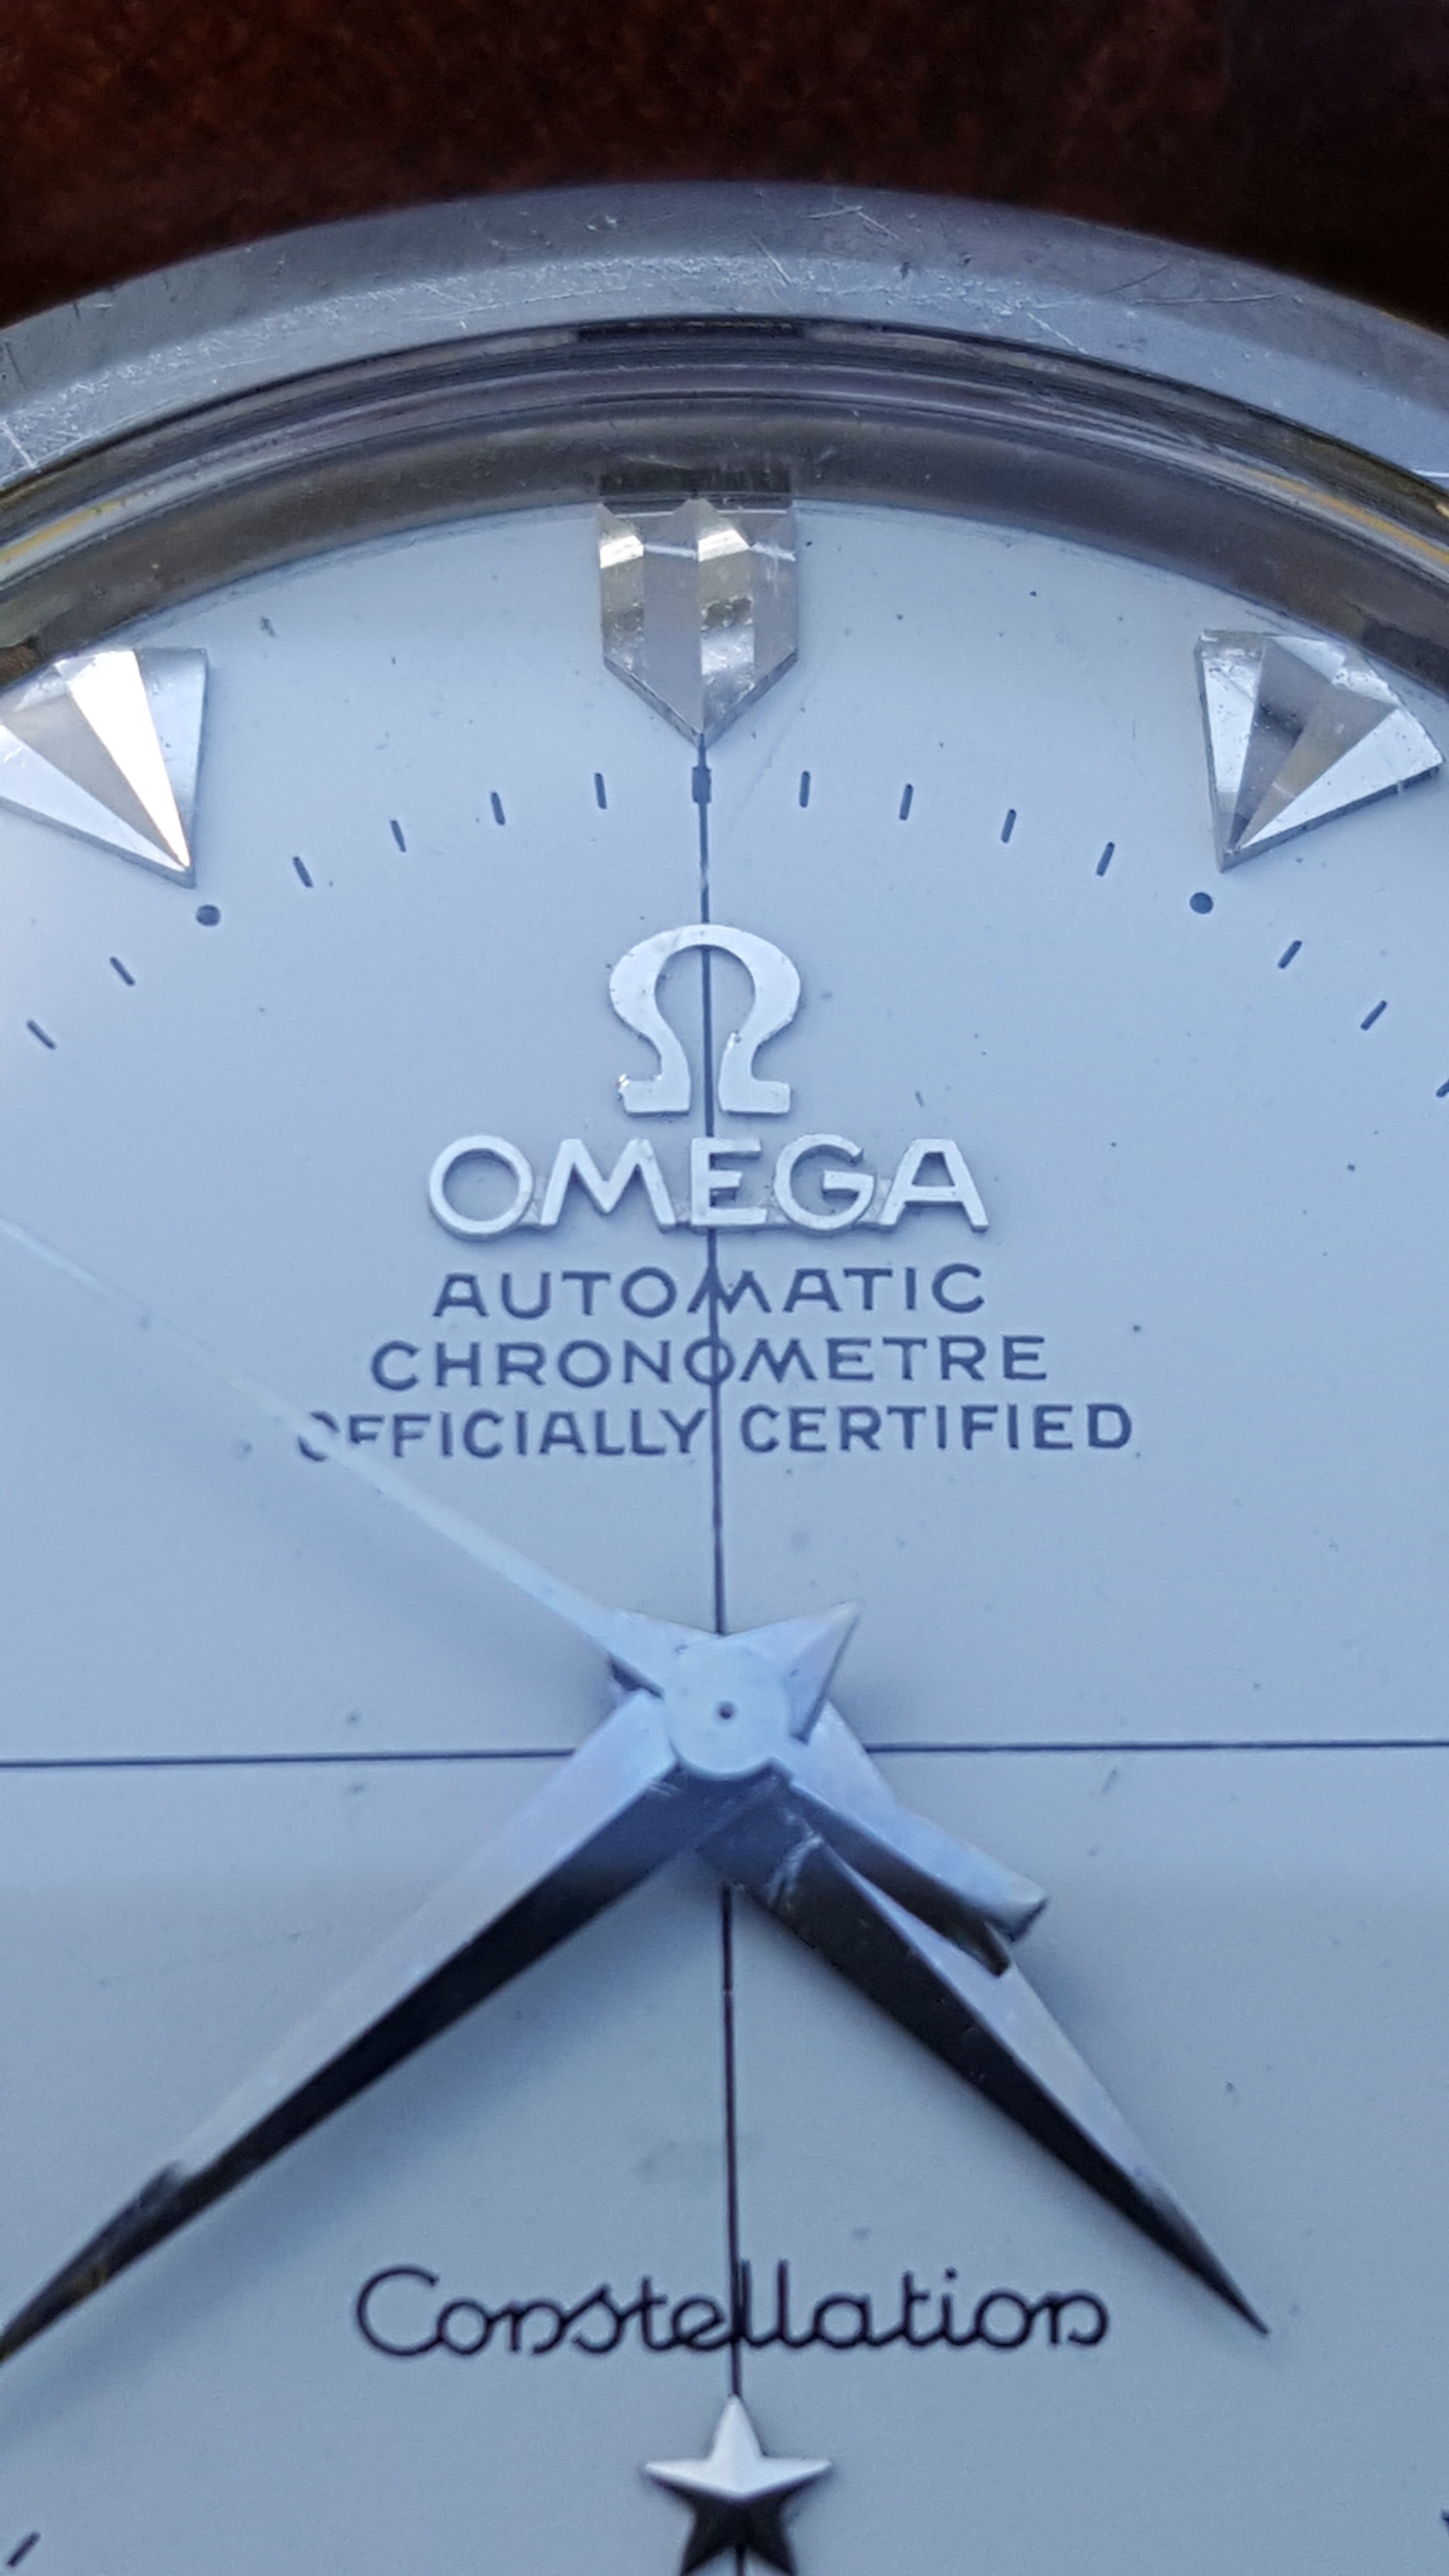 Ω
OMEGA
AUTOMATIC
CHRONOMETRE
OFFICIALLY CERTIFIED
Constellation